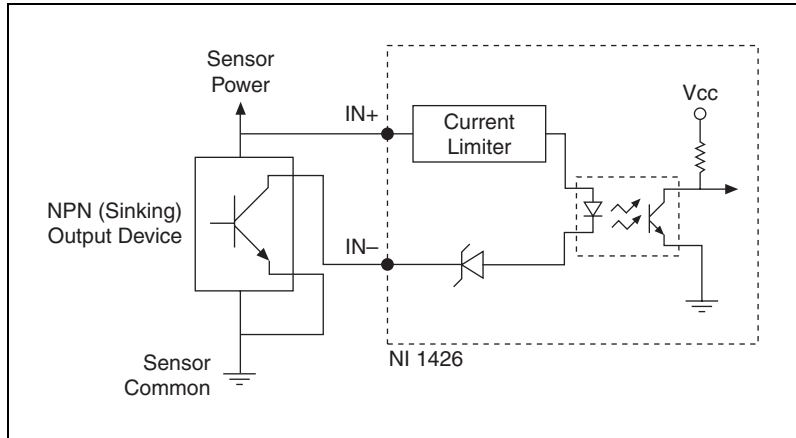 Sensor
Power
IN+
Current
Limiter
Vcc
NPN (Sinking)
Output Device
IN–
Sensor
Common
NI 1426